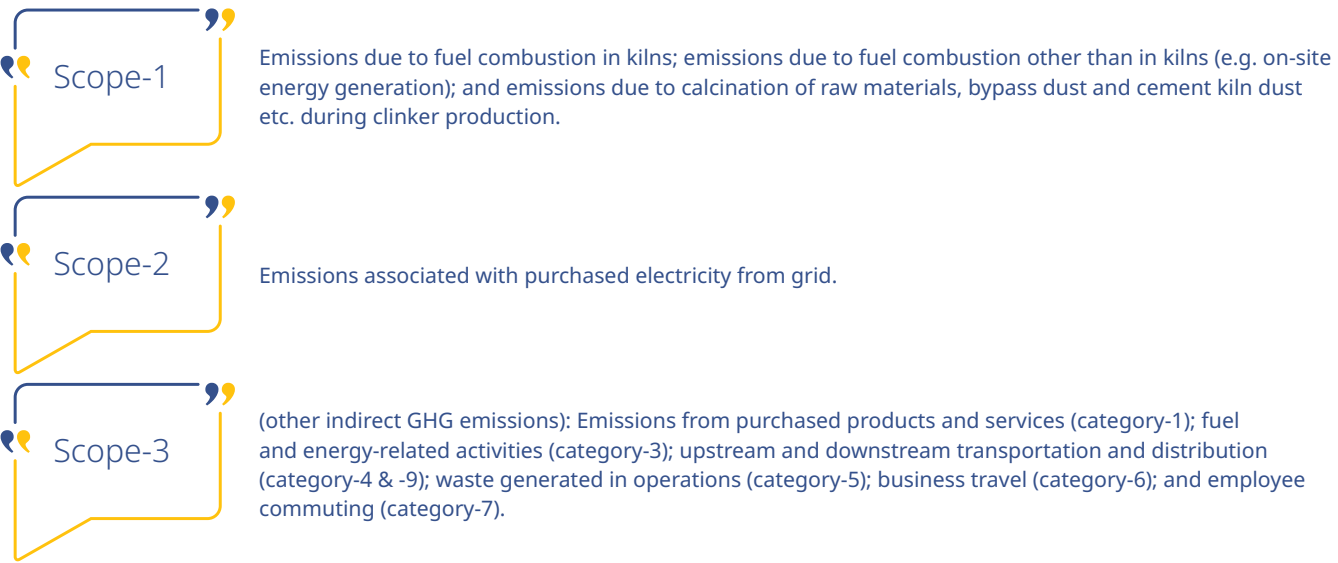 Scope-1
Emissions due to fuel combustion in kilns; emissions due to fuel combustion other than in kilns (e.g. on-site
energy generation); and emissions due to calcination of raw materials, bypass dust and cement kiln dust
etc. during clinker production.
Scope-2
Emissions associated with purchased electricity from grid.
Scope-3
(other indirect GHG emissions): Emissions from purchased products and services (category-1); fuel
and energy-related activities (category-3); upstream and downstream transportation and distribution
(category-4 & -9); waste generated in operations (category-5); business travel (category-6); and employee
commuting (category-7).